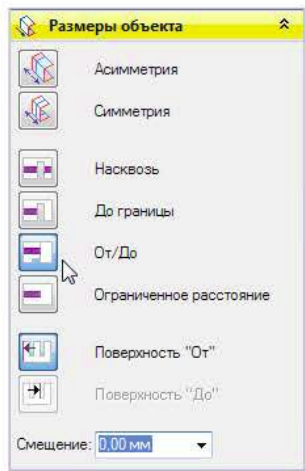 Размеры объекта
Асимметрия
Симметрия
Насквозь
До границы
От/До
Ограниченное расстояние
Поверхность "От"
Поверхность "До"
Смещение: 0,00 мм